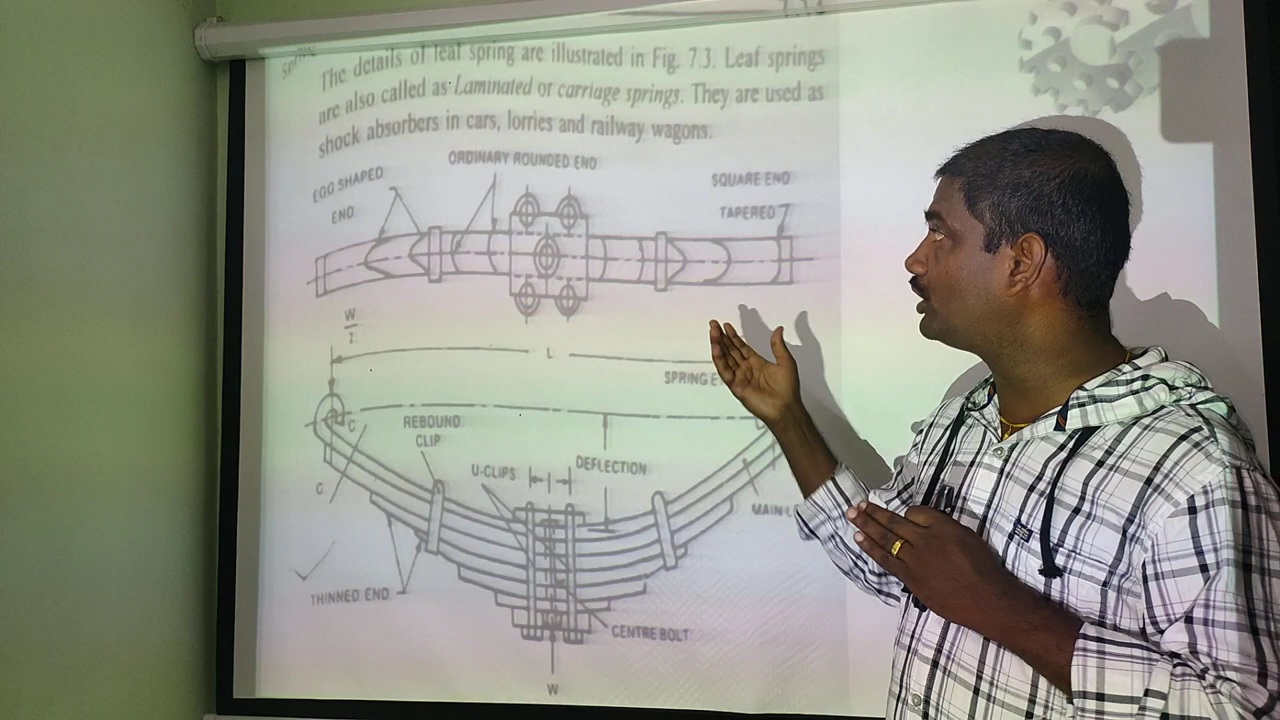 The details of leaf spring are illustrated in Fig. 7.3. Leaf springs
are also called as Laminated or carriage springs. They are used as
shock absorbers in cars, lorries and railway wagons.
ORDINARY ROUNDED END
EGG SHAPED
END
SQUARE END
TAPERED
W
2
L
SPRING
C
REBOUND
CLIP
U-CLIPS
DEFLECTION
C
MAIN
THINNED END
CENTRE BOLT
W